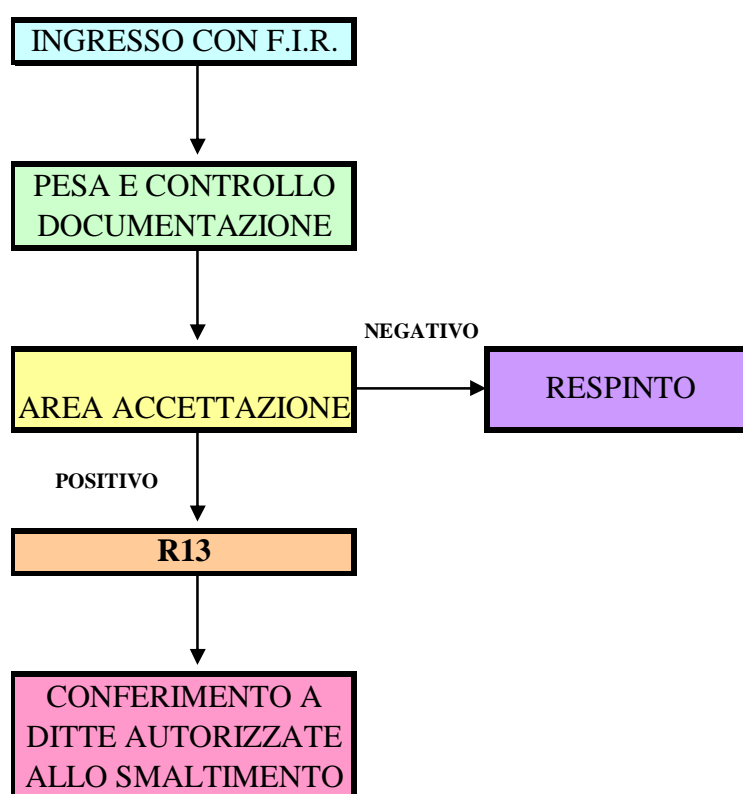 INGRESSO CON F.I.R.
PESA E CONTROLLO
DOCUMENTAZIONE
NEGATIVO
AREA ACCETTAZIONE
RESPINTO
POSITIVO
R13
CONFERIMENTO A
DITTE AUTORIZZATE
ALLO SMALTIMENTO